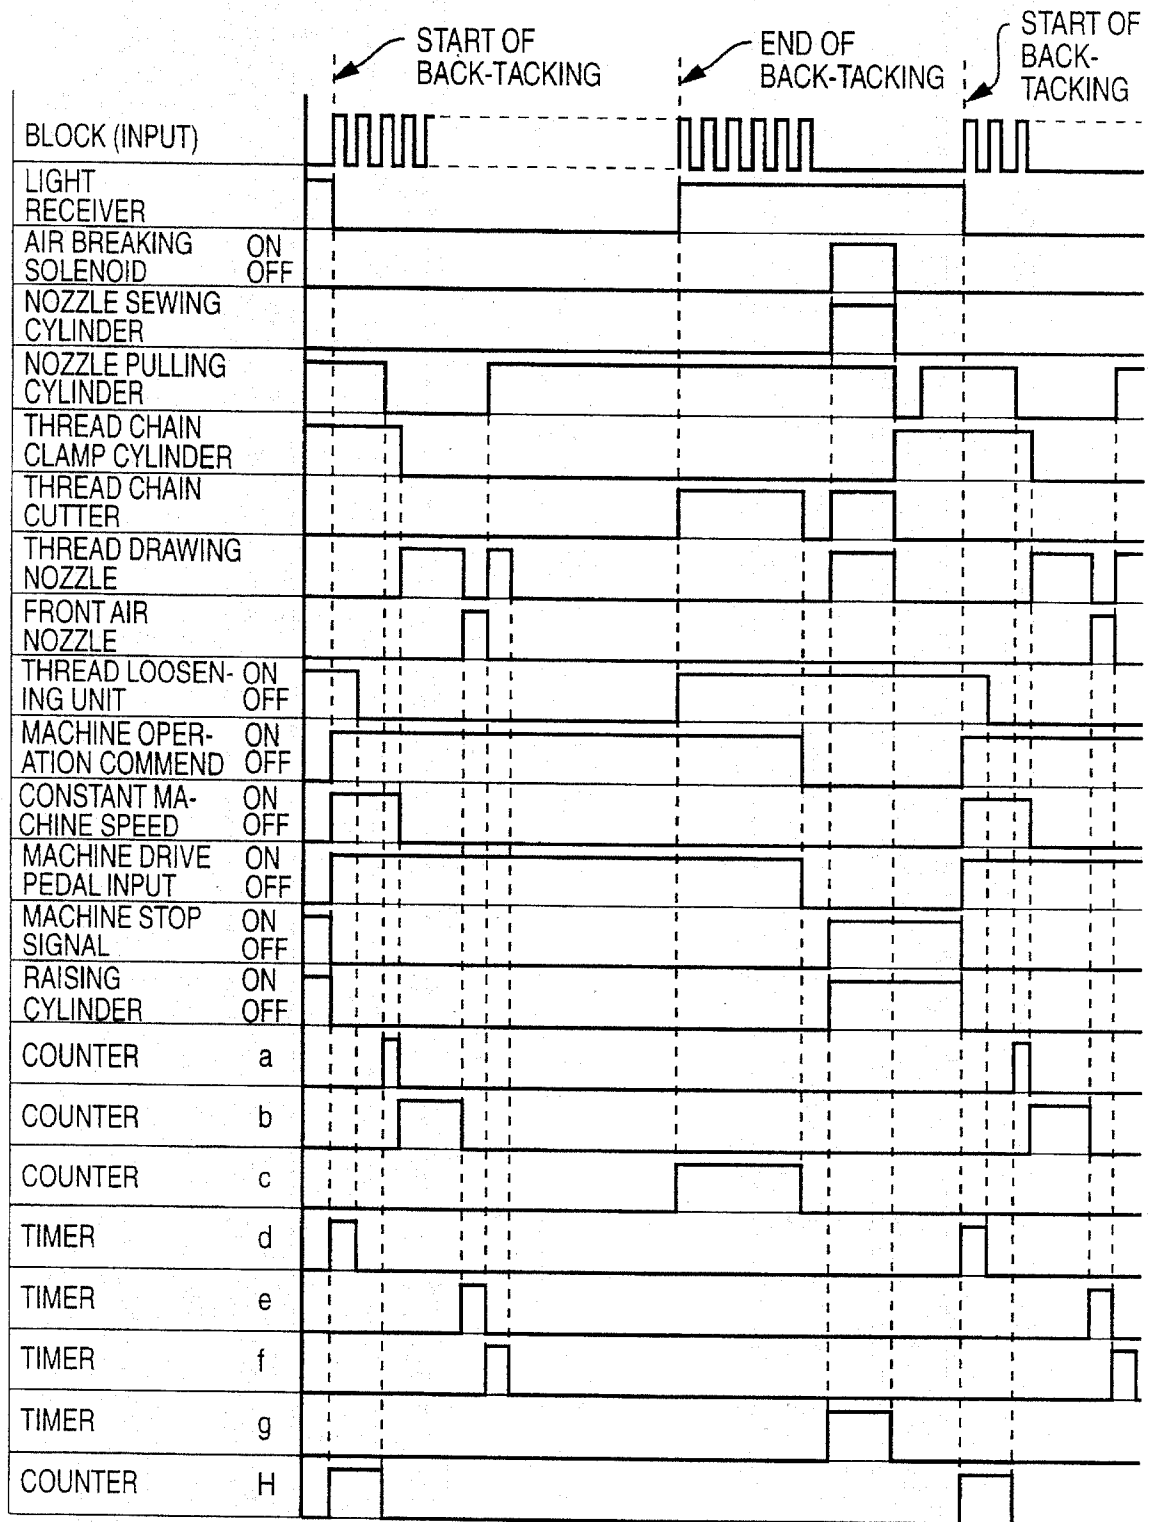 START OF
BACK-TACKING
END OF
BACK-TACKING
START OF
BACK-
TACKING
BLOCK (INPUT)
LIGHT
RECEIVER
AIR BREAKING ON
SOLENOID OFF
NOZZLE SEWING
CYLINDER
NOZZLE PULLING
CYLINDER
THREAD CHAIN
CLAMP CYLINDER
THREAD CHAIN
CUTTER
THREAD DRAWING
NOZZLE
FRONT AIR
NOZZLE
THREAD LOOSEN- ON
ING UNIT OFF
MACHINE OPER- ON
ATION COMMEND OFF
CONSTANT MA- ON
CHINE SPEED OFF
MACHINE DRIVE ON
PEDAL INPUT OFF
MACHINE STOP ON
SIGNAL OFF
RAISING ON
CYLINDER OFF
COUNTER a
COUNTER b
COUNTER c
TIMER d
TIMER e
TIMER f
TIMER g
COUNTER H